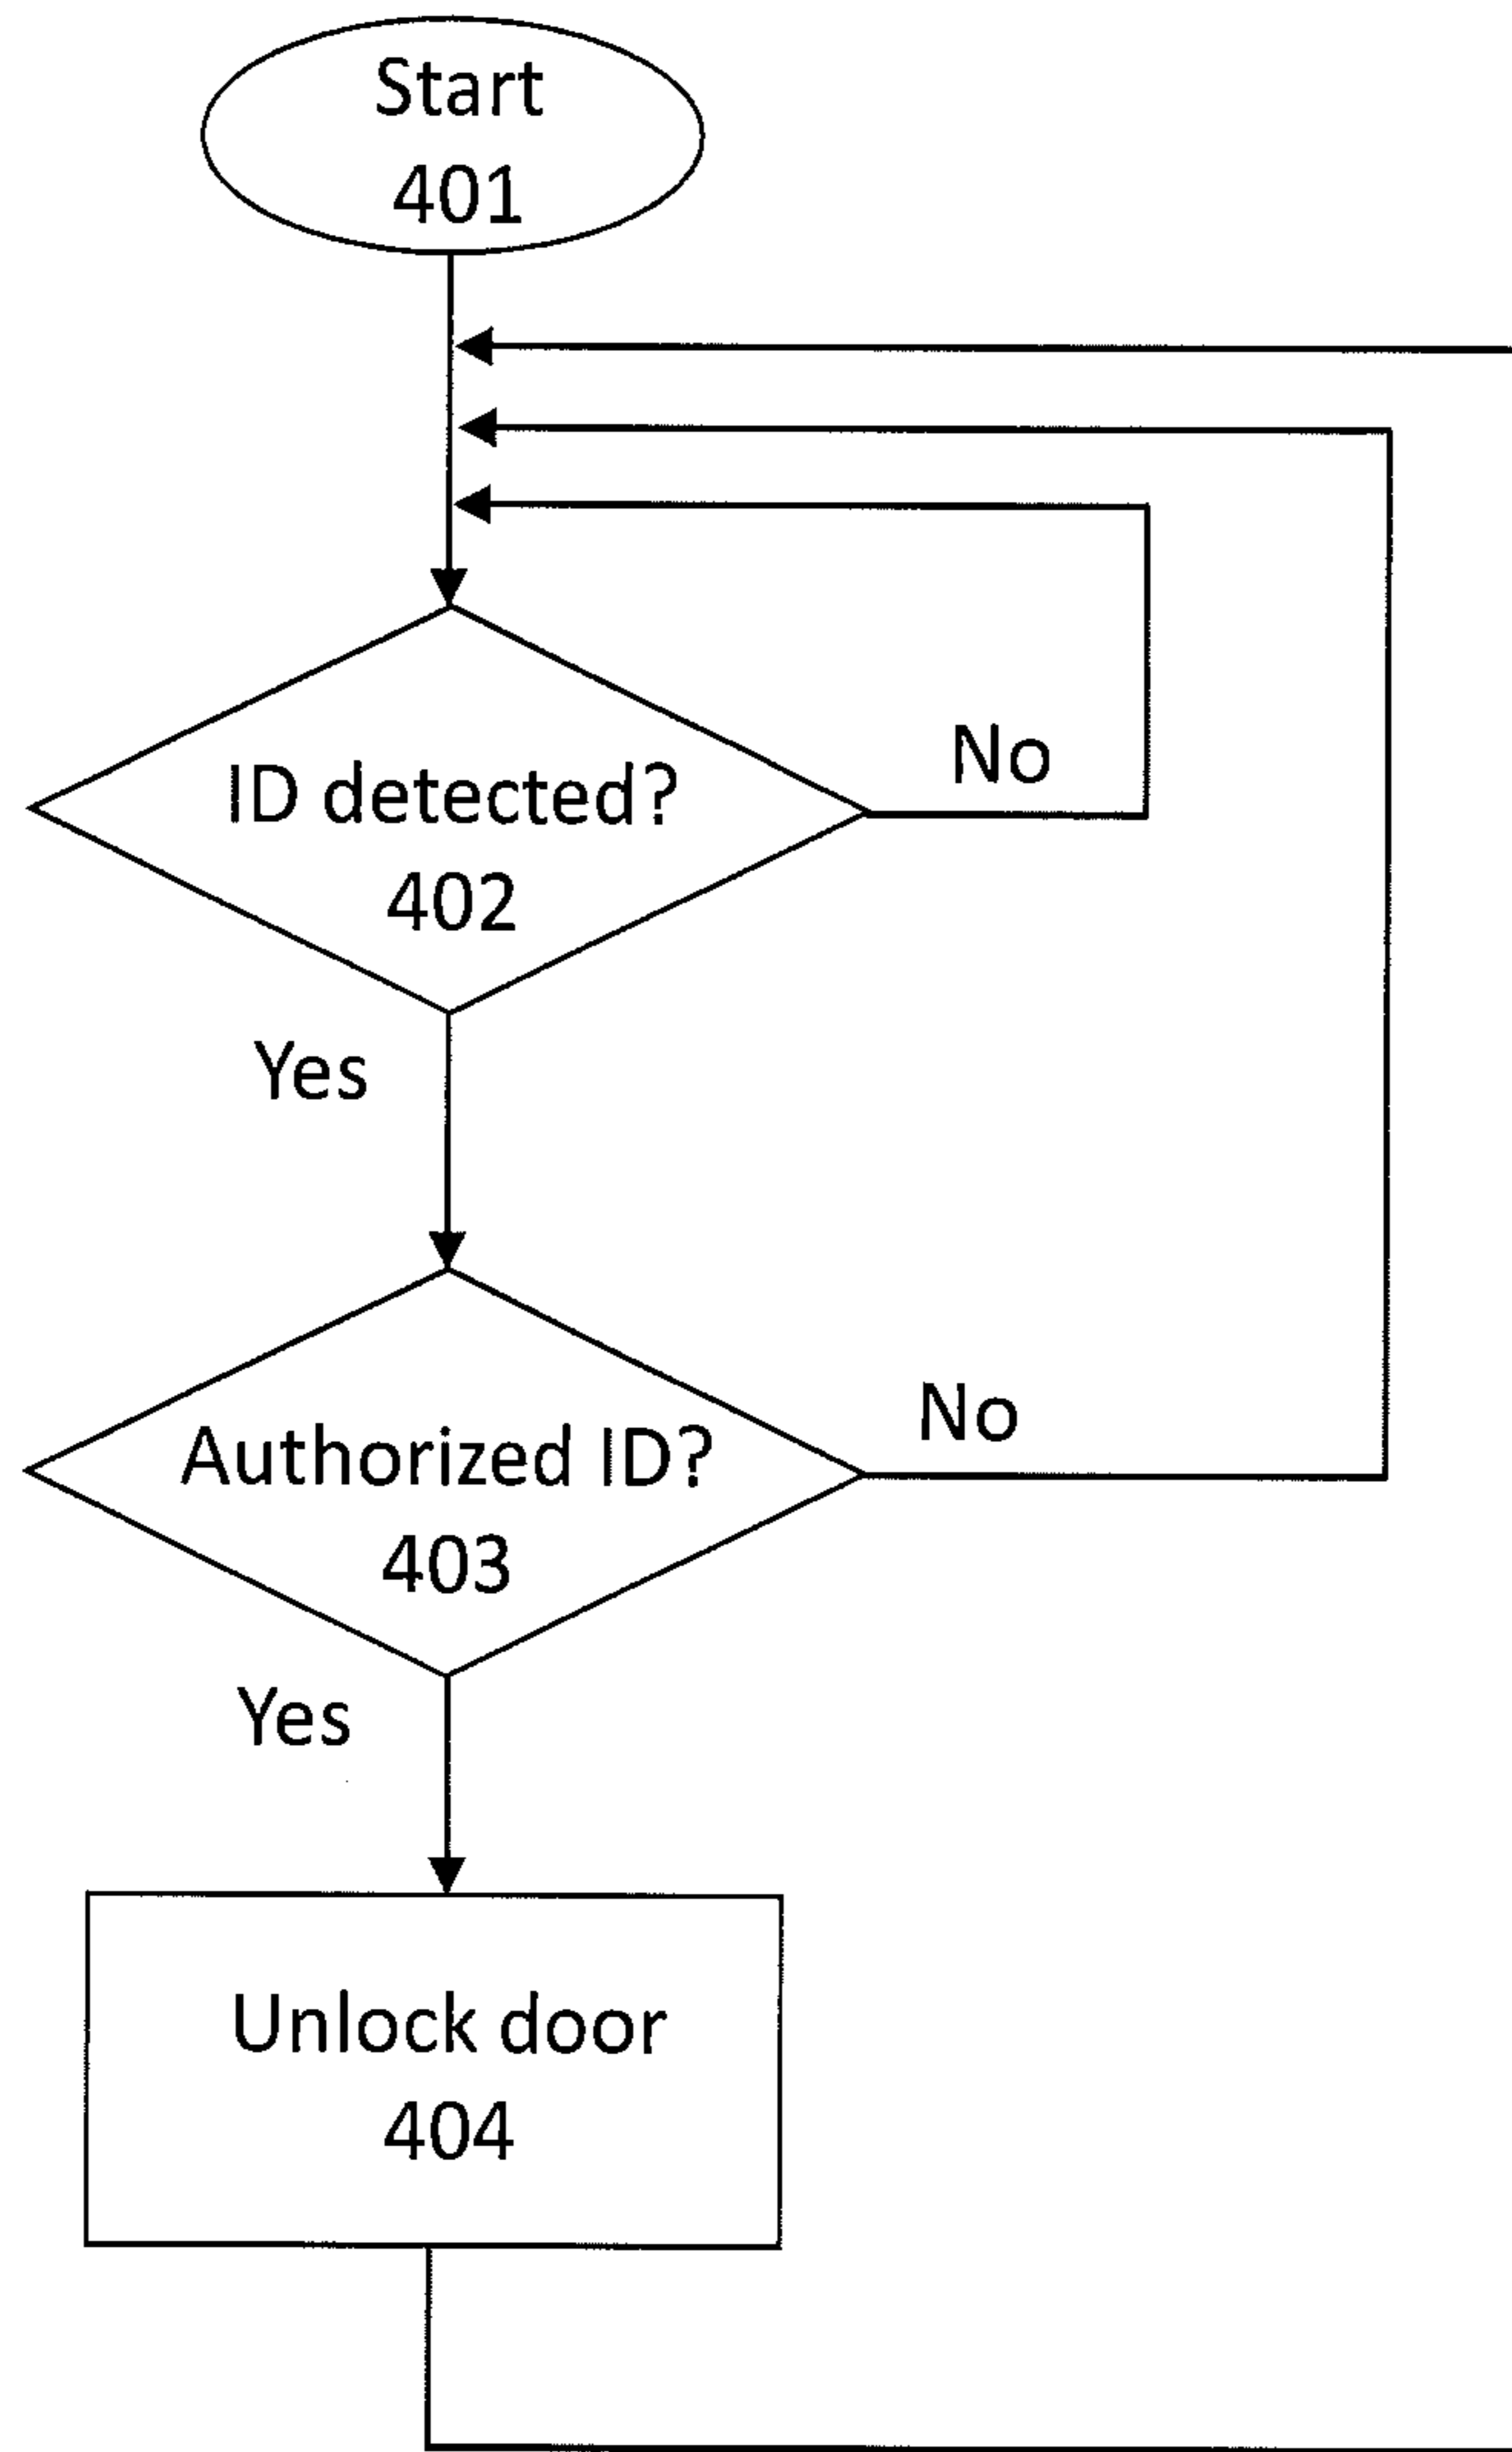 Start
401
No
ID detected?
402
Yes
No
Authorized ID?
403
Yes
Unlock door
404